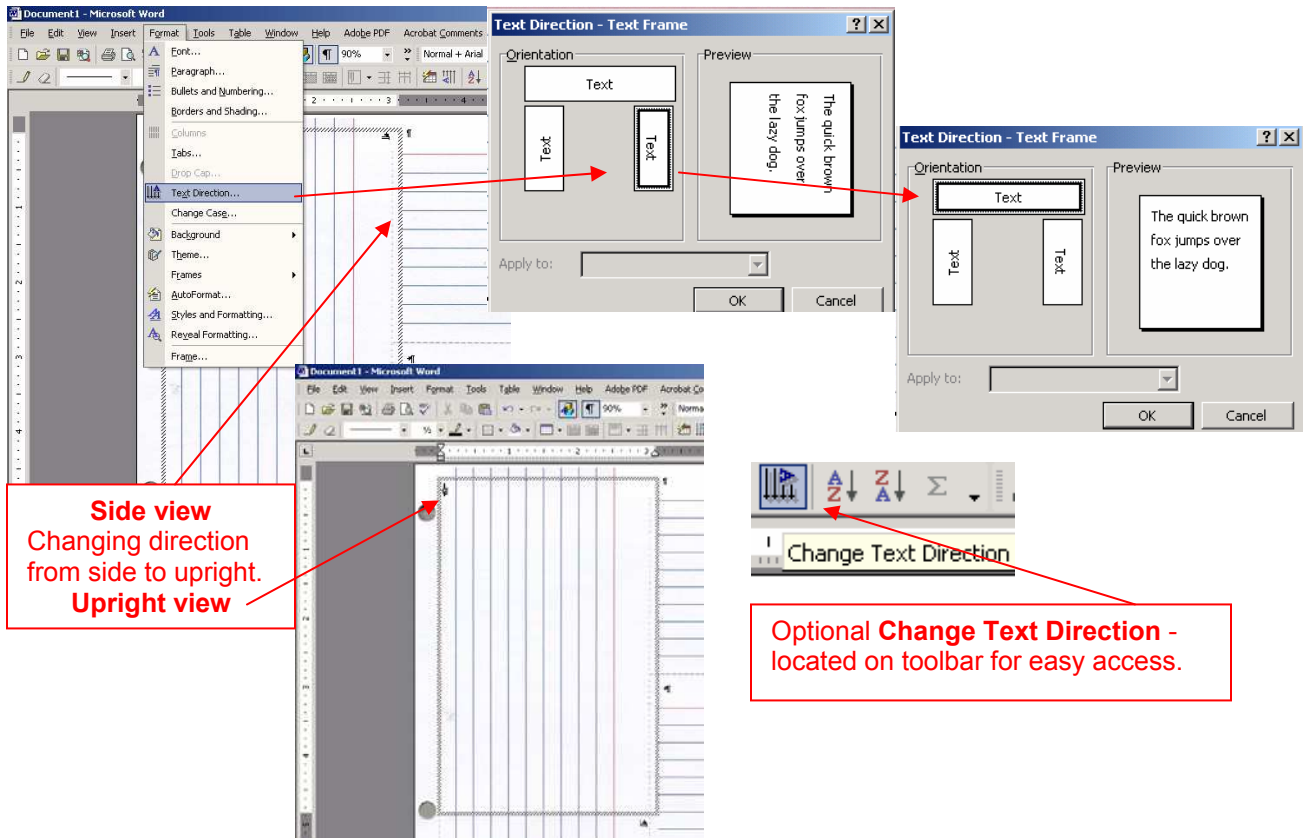 Document1 - Microsoft Word
File Edit View Insert Format Tools Table Window Help Adobe PDF Acrobat Comments
90% Normal + Arial
Font...
Paragraph...
Bullets and Numbering...
Borders and Shading...
Columns
Tabs...
Drop Cap...
Text Direction...
Change Case...
Background
Theme...
Frames
AutoFormat...
Styles and Formatting...
Reveal Formatting...
Frame...
Text Direction - Text Frame
Orientation
Text
Text
Text
Preview
The quick brown
fox jumps over
the lazy dog.
Apply to:
OK Cancel
Text Direction - Text Frame
Orientation
Text
Text
Text
Preview
The quick brown
fox jumps over
the lazy dog.
Apply to:
OK Cancel
Document1 - Microsoft Word
File Edit View Insert Format Tools Table Window Help Adobe PDF Acrobat Co
90% Norma
Side view
Changing direction
from side to upright.
Upright view
Change Text Direction
Optional Change Text Direction -
located on toolbar for easy access.